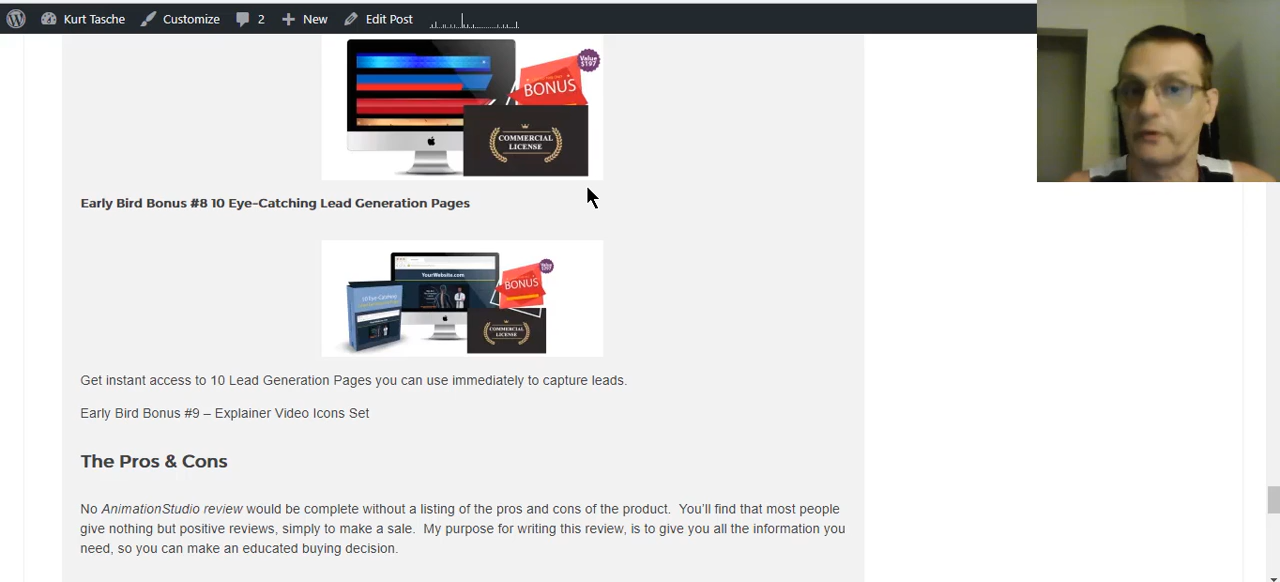 Kurt Tasche Customize 2 New Edit Post
Value
$197
BONUS
COMMERCIAL
LICENSE
Early Bird Bonus #8 10 Eye-Catching Lead Generation Pages
YourWebsite.com
BONUS
COMMERCIAL
LICENSE
Get instant access to 10 Lead Generation Pages you can use immediately to capture leads.
Early Bird Bonus #9 – Explainer Video Icons Set
The Pros & Cons
No AnimationStudio review would be complete without a listing of the pros and cons of the product. You'll find that most people
give nothing but positive reviews, simply to make a sale. My purpose for writing this review, is to give you all the information you
need, so you can make an educated buying decision.